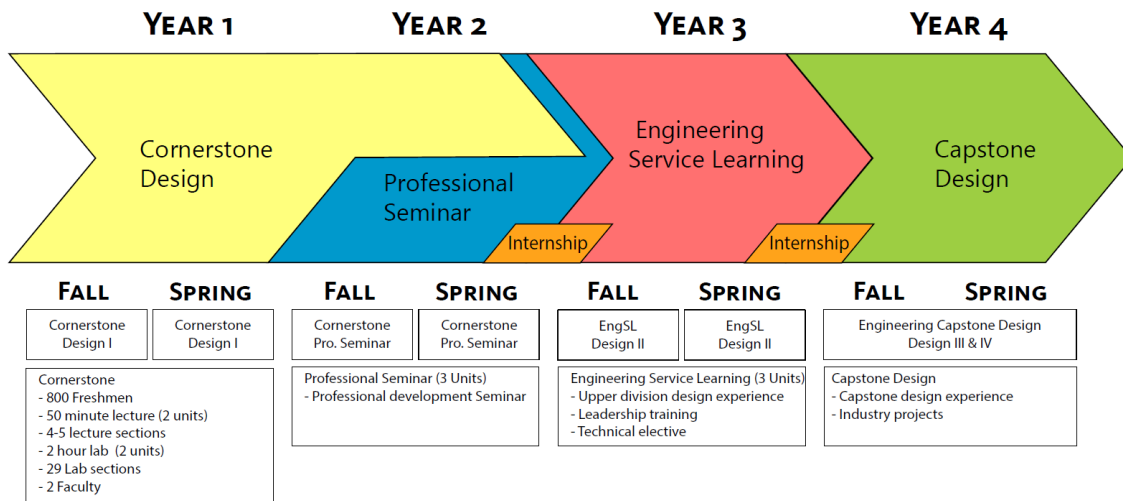 YEAR 1
YEAR 2
YEAR 3
YEAR 4
Cornerstone
Design
Professional
Seminar
Engineering
Service Learning
Capstone
Design
Internship
Internship
FALL
SPRING
FALL
SPRING
FALL
SPRING
FALL
SPRING
Cornerstone
Design I
Cornerstone
Design I
Cornerstone
Pro. Seminar
Cornerstone
Pro. Seminar
EngSL
Design II
EngSL
Design II
Engineering Capstone Design
Design III & IV
Cornerstone
- 800 Freshmen
- 50 minute lecture (2 units)
- 4-5 lecture sections
- 2 hour lab (2 units)
- 29 Lab sections
- 2 Faculty
Professional Seminar (3 Units)
- Professional development Seminar
Engineering Service Learning (3 Units)
- Upper division design experience
- Leadership training
- Technical elective
Capstone Design
- Capstone design experience
- Industry projects